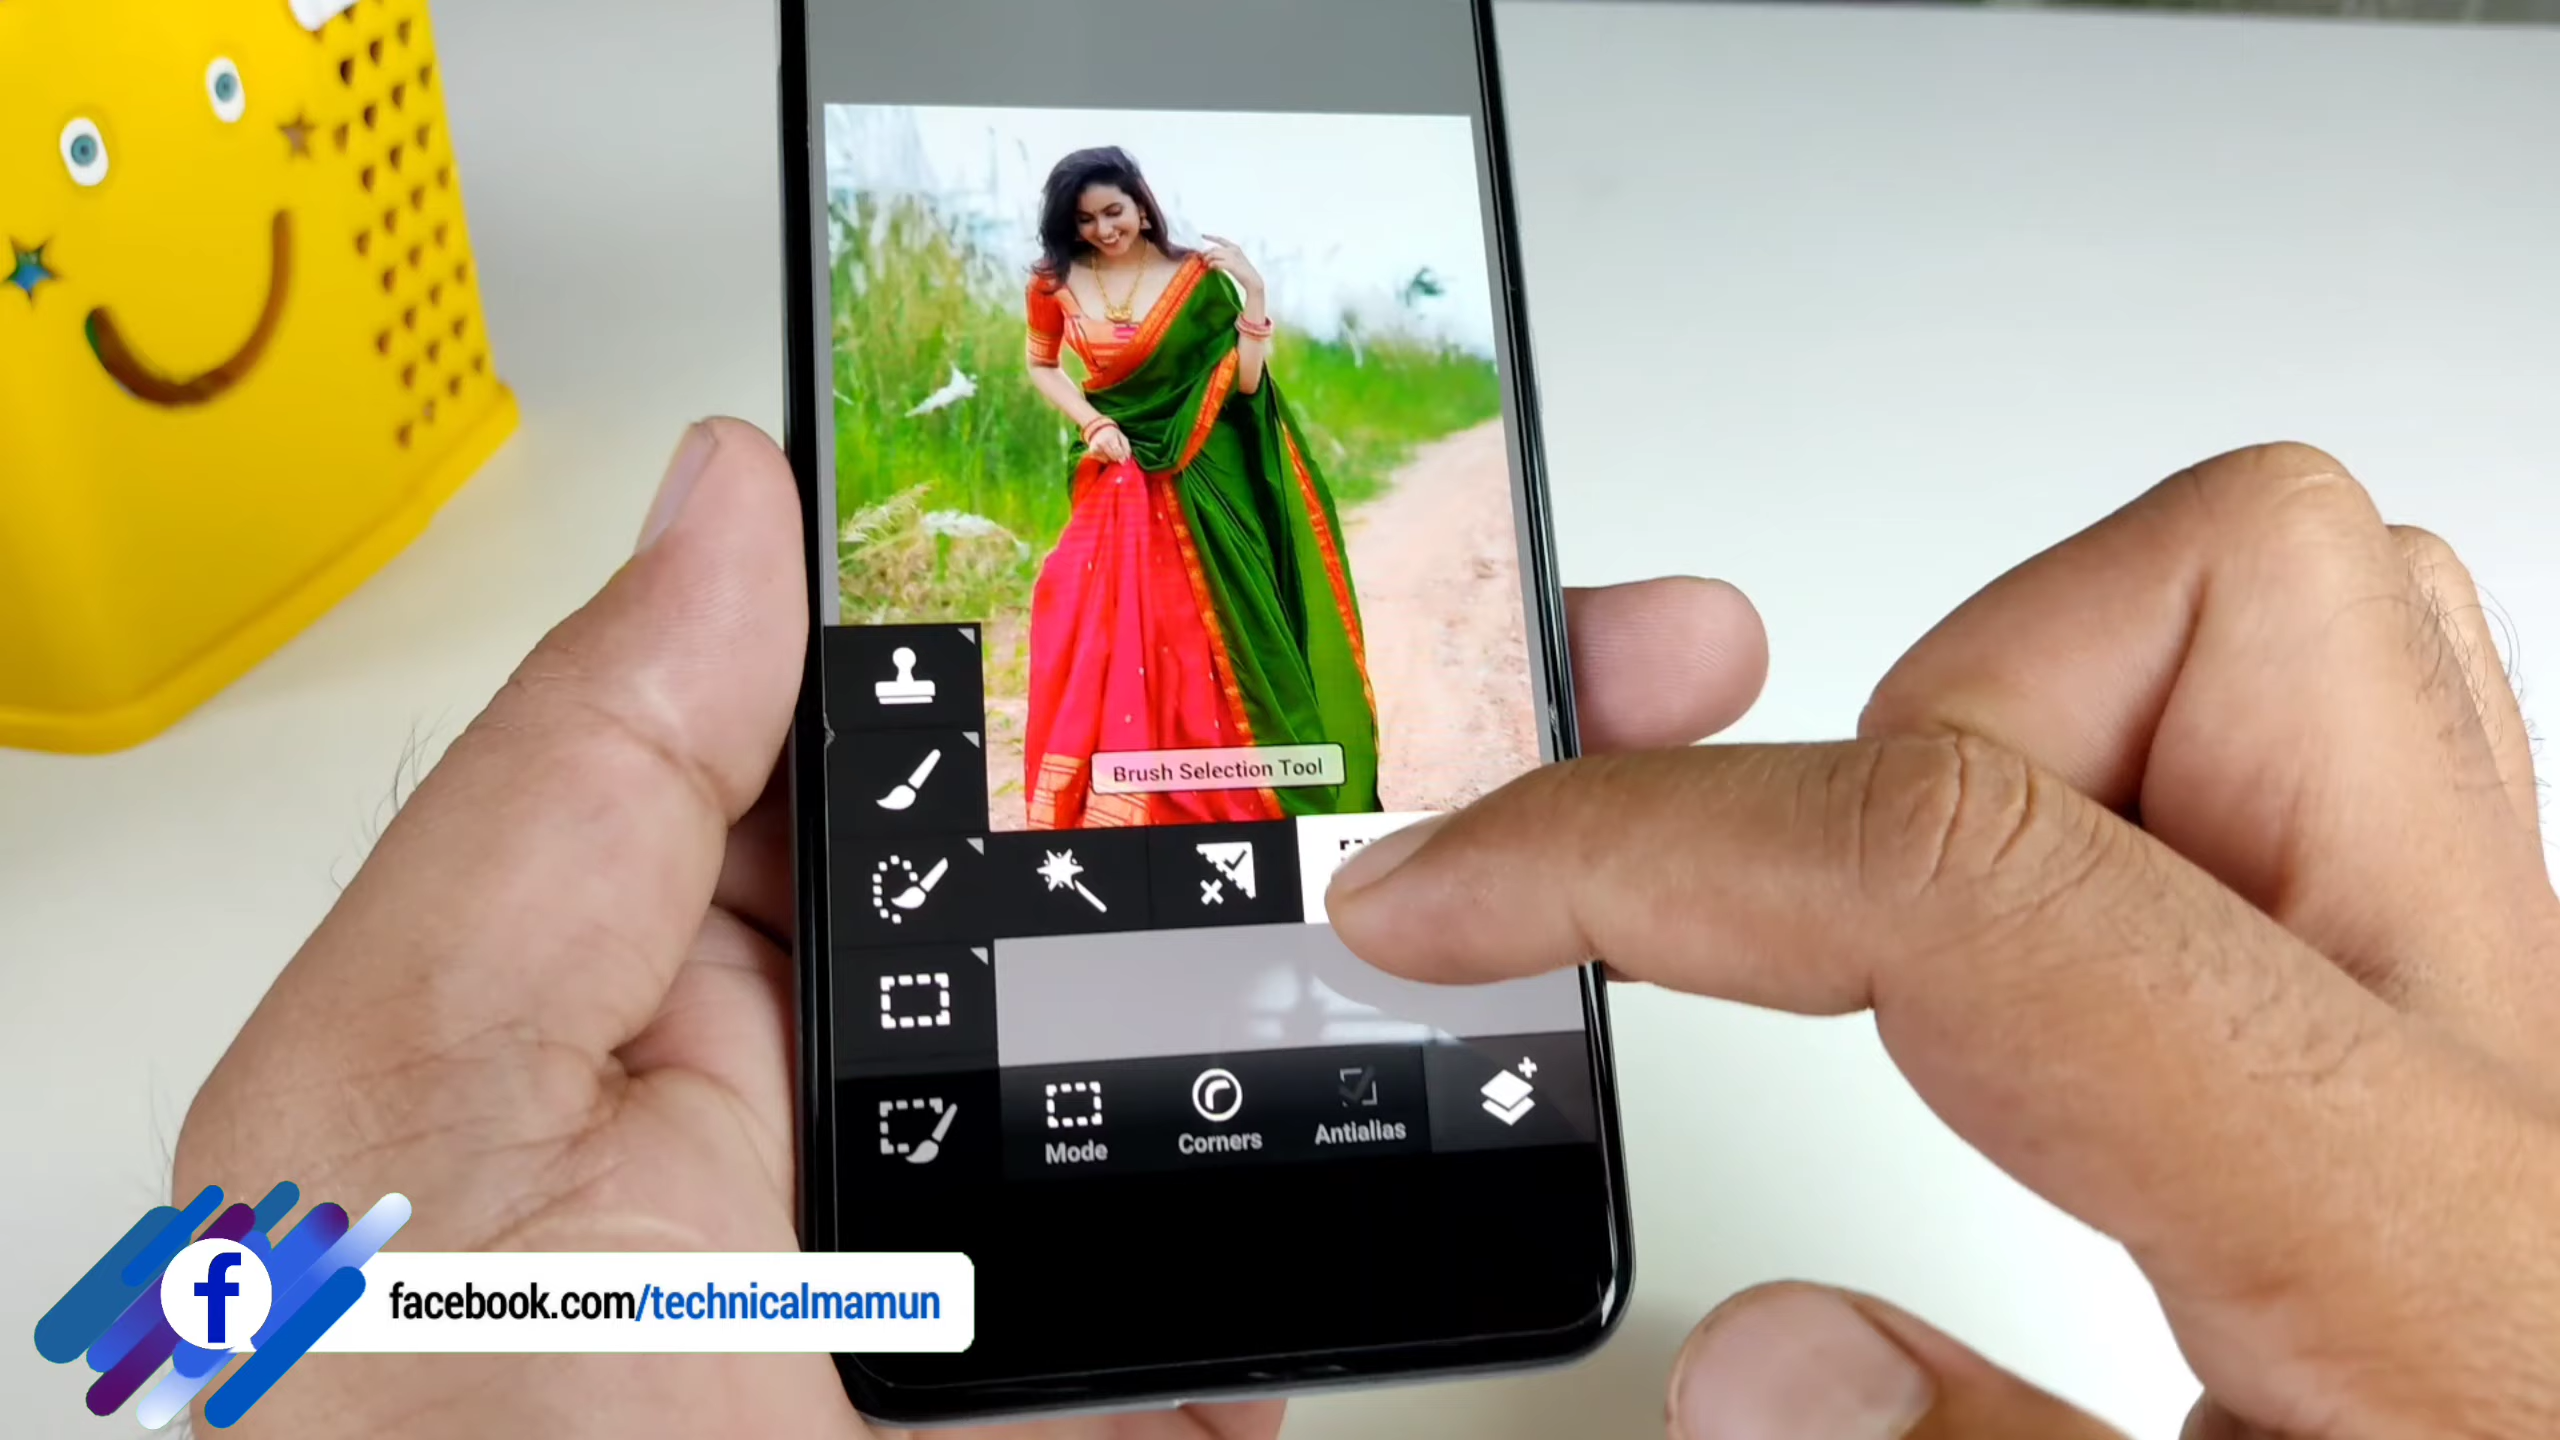 Brush Selection Tool
Mode
Corners
Antialias
facebook.com/technicalmamun